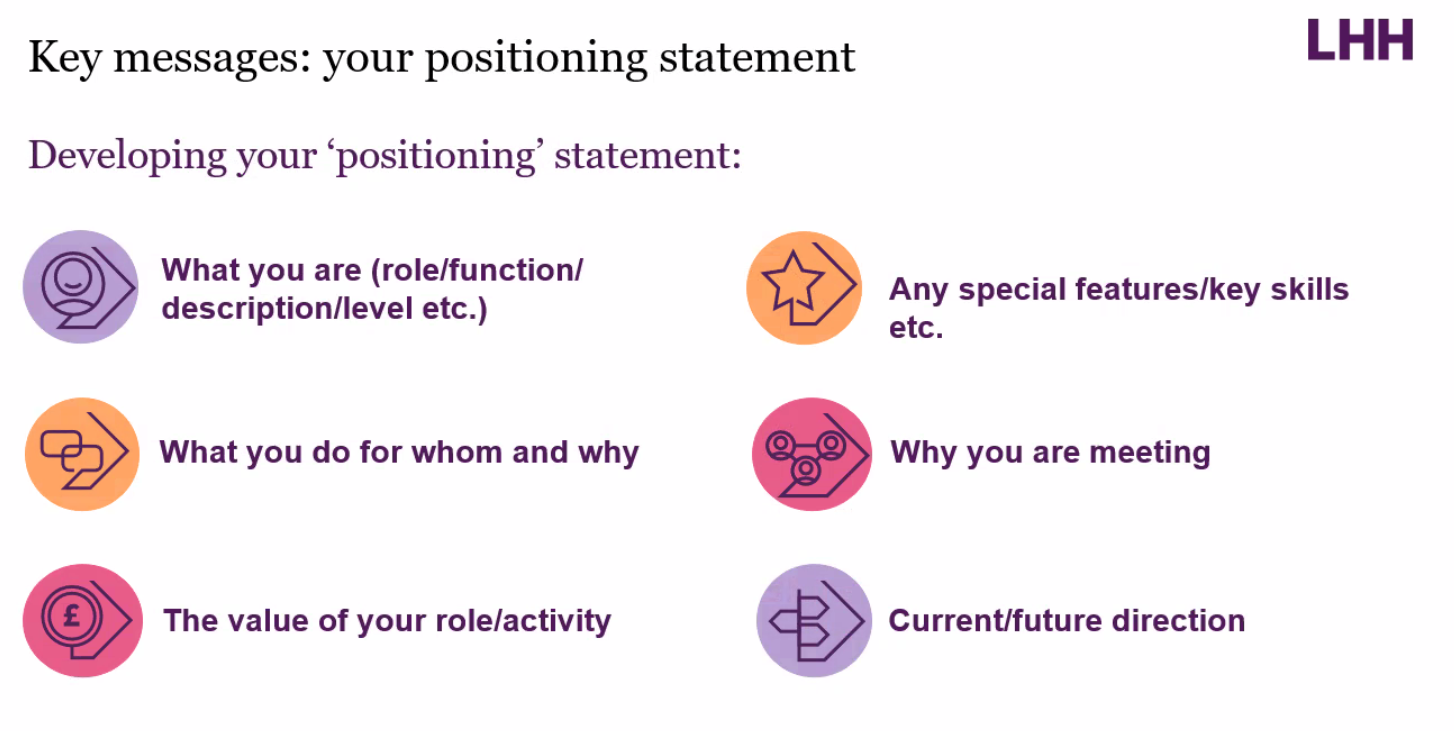 Key messages: your positioning statement
LHH
Developing your ‘positioning’ statement:
What you are (role/function/
description/level etc.)
Any special features/key skills
etc.
What you do for whom and why
Why you are meeting
£
The value of your role/activity
Current/future direction